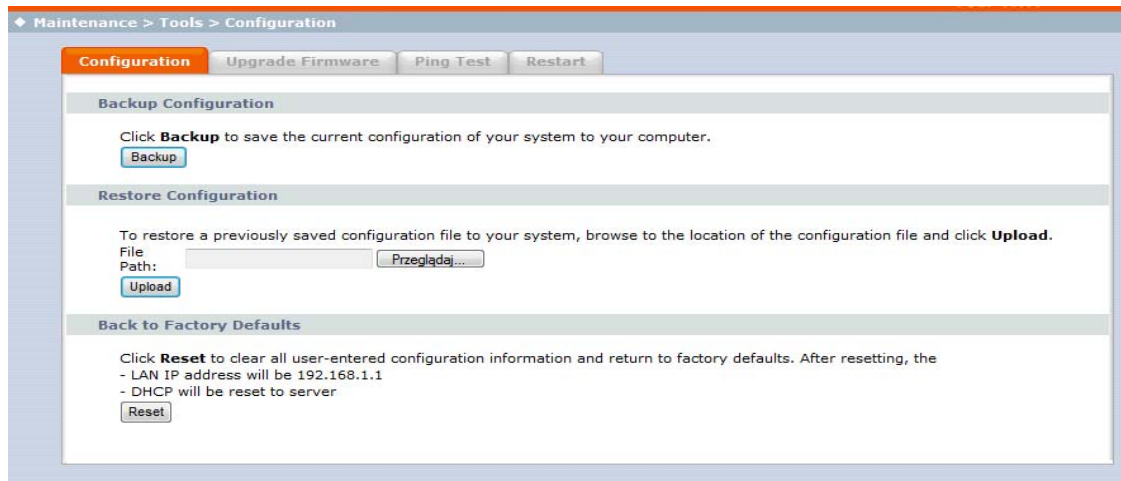 Maintenance > Tools > Configuration
Configuration
Upgrade Firmware
Ping Test
Restart
Backup Configuration
Click Backup to save the current configuration of your system to your computer.
Backup
Restore Configuration
To restore a previously saved configuration file to your system, browse to the location of the configuration file and click Upload.
File
Path:
Przeglądaj...
Upload
Back to Factory Defaults
Click Reset to clear all user-entered configuration information and return to factory defaults. After resetting, the
- LAN IP address will be 192.168.1.1
- DHCP will be reset to server
Reset